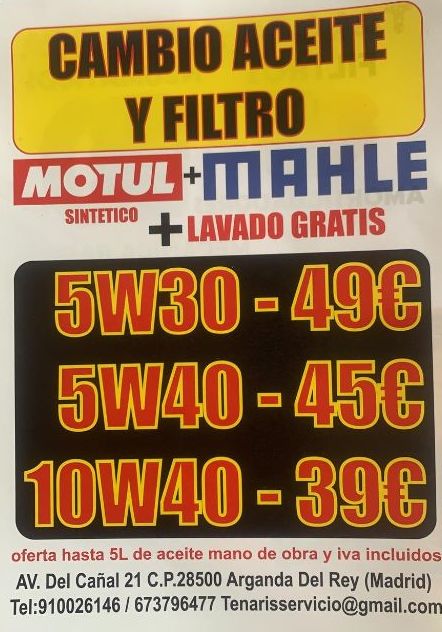 CAMBIO ACEITE
Y FILTRO
MOTUL + MAHLE
SINTETICO
+ LAVADO GRATIS
5W30 - 49€
5W40 - 45€
10W40 - 39€
oferta hasta 5L de aceite mano de obra y iva incluidos
AV. Del Cañal 21 C.P.28500 Arganda Del Rey (Madrid)
Tel:910026146 / 673796477 Tenarisservicio@gmail.com